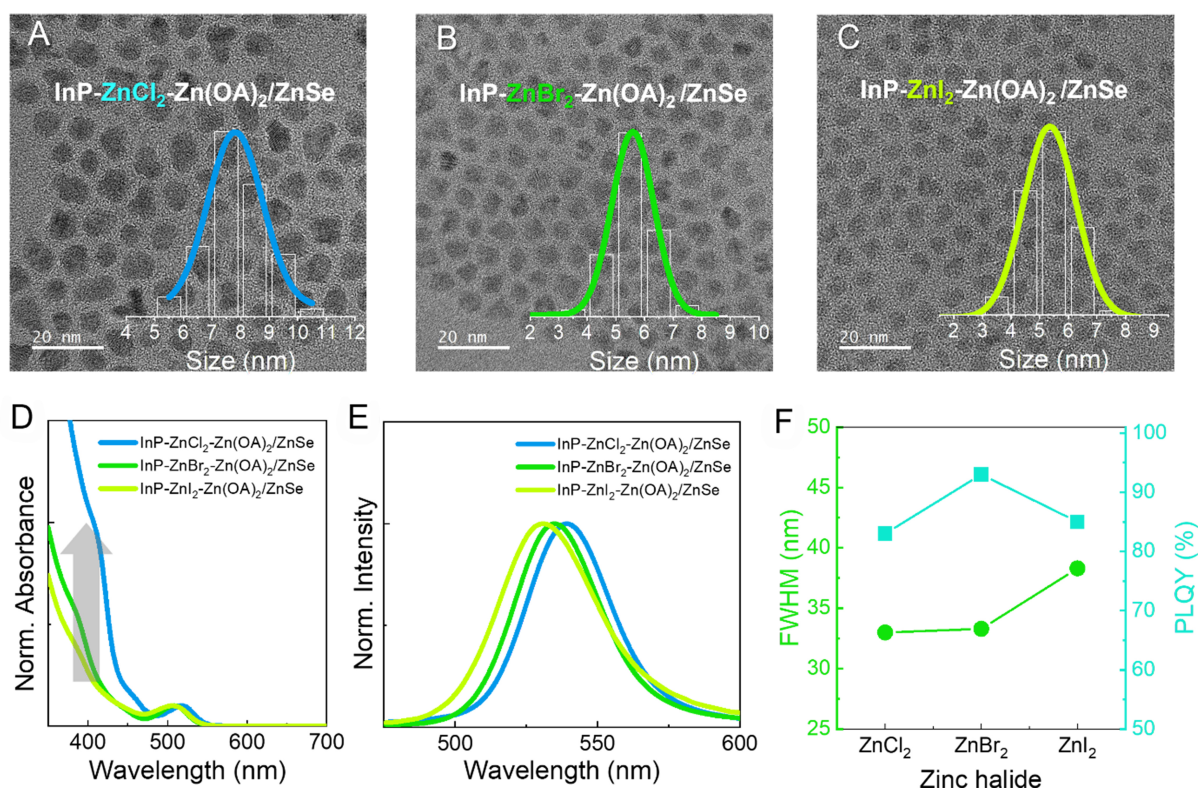 A
InP-ZnCl₂-Zn(OA)₂/ZnSe
20 nm
4 5 6 7 8 9 10 11 12
Size (nm)
B
InP-ZnBr₂-Zn(OA)₂/ZnSe
20 nm
2 3 4 5 6 7 8 9 10
Size (nm)
C
InP-ZnI₂-Zn(OA)₂/ZnSe
20 nm
2 3 4 5 6 7 8 9
Size (nm)
D
Norm. Absorbance
InP-ZnCl₂-Zn(OA)₂/ZnSe
InP-ZnBr₂-Zn(OA)₂/ZnSe
InP-ZnI₂-Zn(OA)₂/ZnSe
400 500 600 700
Wavelength (nm)
E
Norm. Intensity
InP-ZnCl₂-Zn(OA)₂/ZnSe
InP-ZnBr₂-Zn(OA)₂/ZnSe
InP-ZnI₂-Zn(OA)₂/ZnSe
500 550 600
Wavelength (nm)
F
FWHM (nm)
50
45
40
35
30
25
PLQY (%)
100
90
80
70
60
50
ZnCl₂ ZnBr₂ ZnI₂
Zinc halide